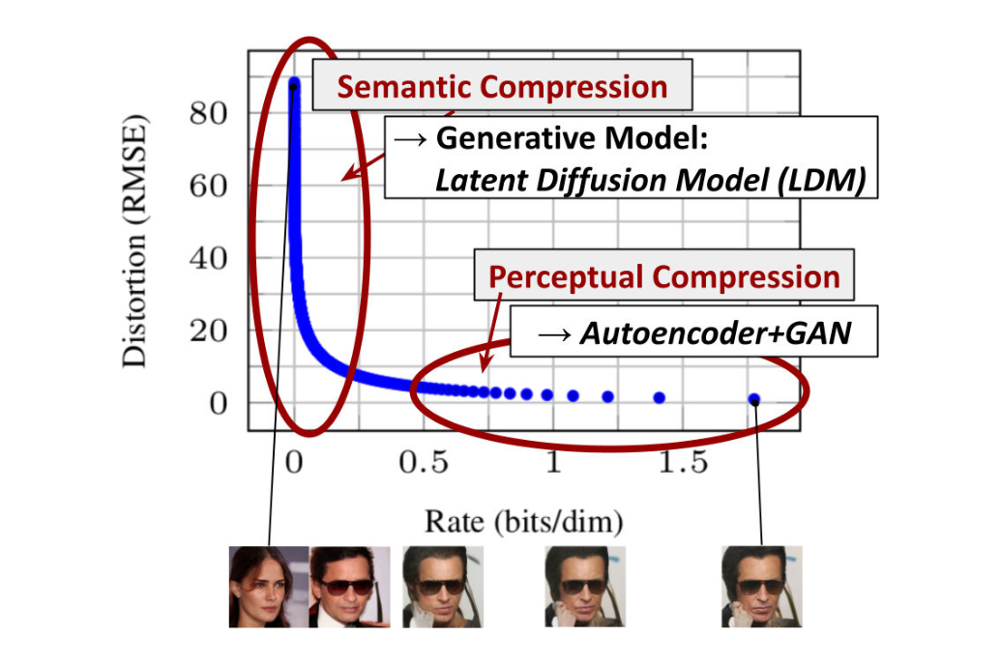 Semantic Compression
→ Generative Model:
Latent Diffusion Model (LDM)
Perceptual Compression
→ Autoencoder+GAN
Distortion (RMSE)
80
60
40
20
0
0 0.5 1 1.5
Rate (bits/dim)